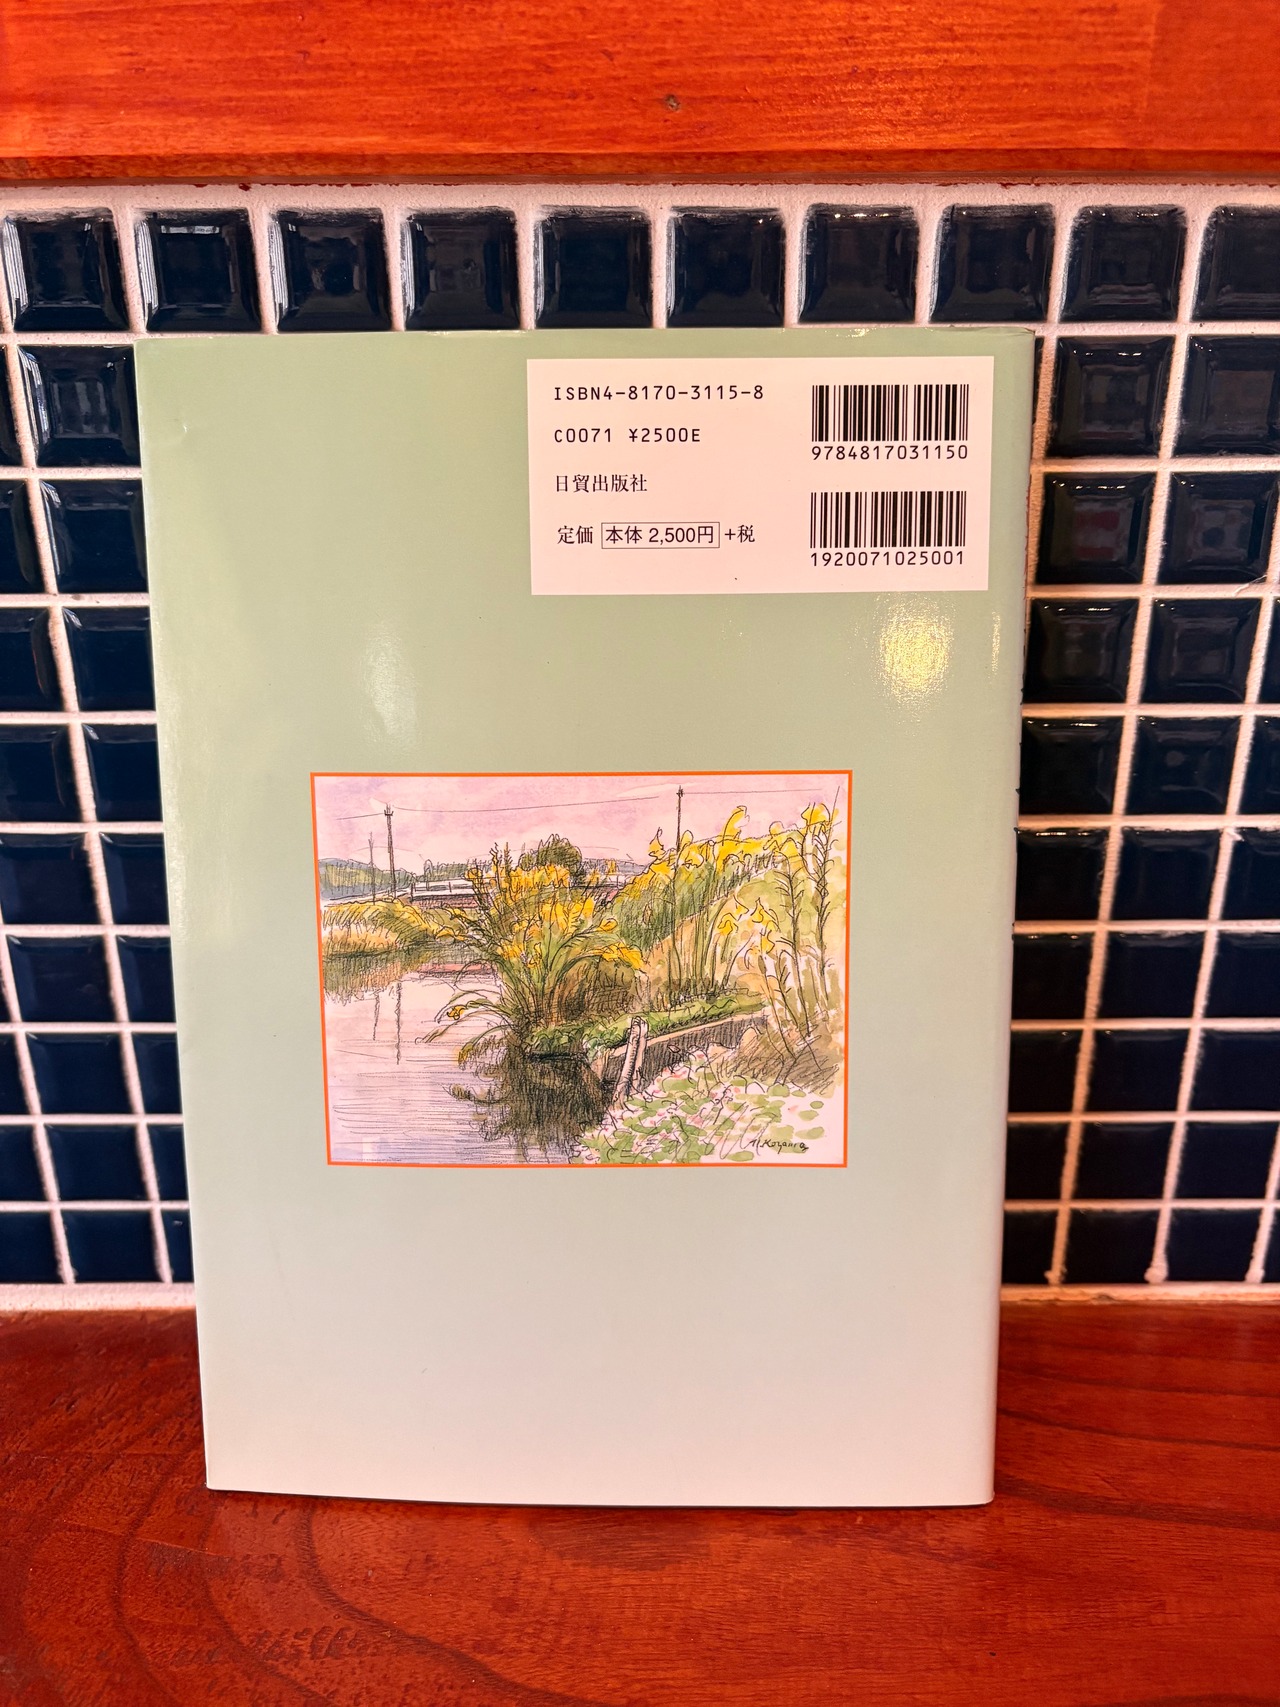 ISBN4-8170-3115-8
C0071 ¥2500E
日貿出版社
定価 本体 2,500円 +税
9784817031150
1920071025001